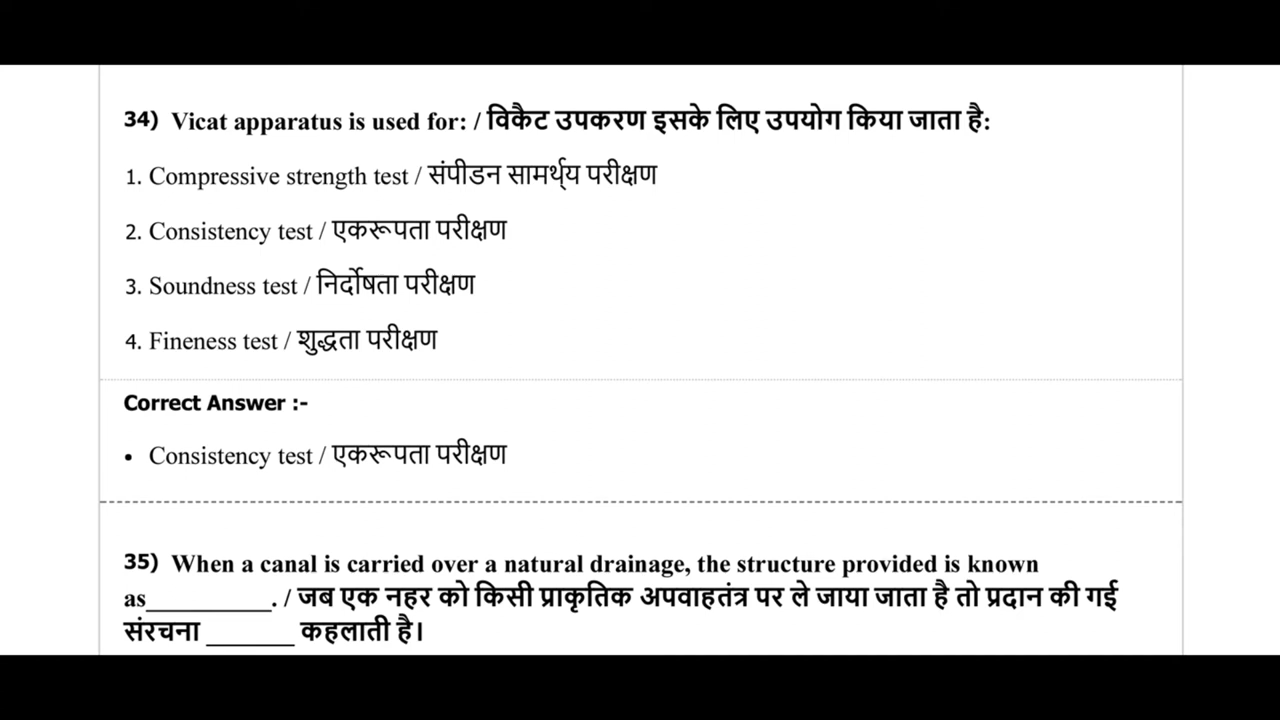 34) Vicat apparatus is used for: / विकैट उपकरण इसके लिए उपयोग किया जाता है:
1. Compressive strength test / संपीडन सामर्थ्य परीक्षण
2. Consistency test / एकरूपता परीक्षण
3. Soundness test / निर्दोषता परीक्षण
4. Fineness test / शुद्धता परीक्षण
Correct Answer :-
• Consistency test / एकरूपता परीक्षण
35) When a canal is carried over a natural drainage, the structure provided is known
as__________. / जब एक नहर को किसी प्राकृतिक अपवाहतंत्र पर ले जाया जाता है तो प्रदान की गई
संरचना _______ कहलाती है।